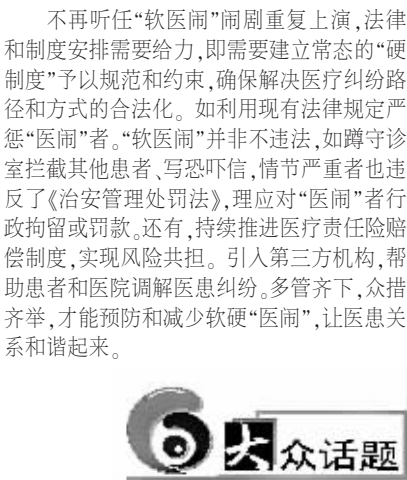 不再听任“软医闹”闹剧重复上演，法律
和制度安排需要给力，即需要建立常态的“硬
制度”予以规范和约束，确保解决医疗纠纷路
径和方式的合法化。如利用现有法律规定严
惩“医闹”者。“软医闹”并非不违法，如蹲守诊
室拦截其他患者、写恐吓信，情节严重者也违
反了《治安管理处罚法》，理应对“医闹”者行
政拘留或罚款。还有，持续推进医疗责任险赔
偿制度，实现风险共担。引入第三方机构，帮
助患者和医院调解医患纠纷。多管齐下，众措
齐举，才能预防和减少软硬“医闹”，让医患关
系和谐起来。
大众话题